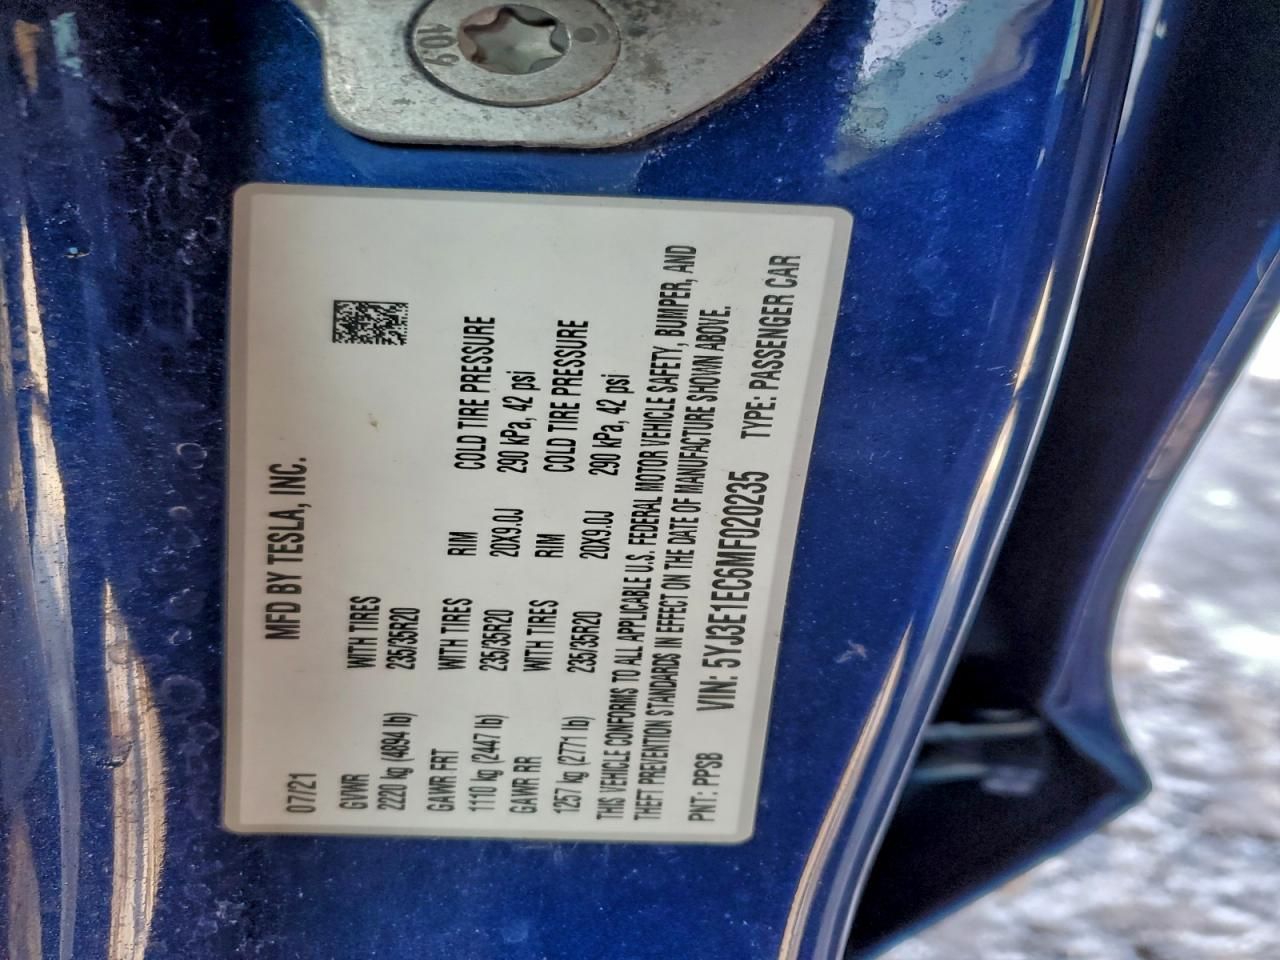 10.9
MFD BY TESLA, INC.
07/21
GVWR WITH TIRES
2220 kg (4894 lb) 235/35R20
GAWR FRT WITH TIRES RIM COLD TIRE PRESSURE
1110 kg (2447 lb) 235/35R20 20X9.0J 290 kPa, 42 psi
GAWR RR WITH TIRES RIM COLD TIRE PRESSURE
1257 kg (2771 lb) 235/35R20 20X9.0J 290 kPa, 42 psi
THIS VEHICLE CONFORMS TO ALL APPLICABLE U.S. FEDERAL MOTOR VEHICLE SAFETY, BUMPER, AND
THEFT PREVENTION STANDARDS IN EFFECT ON THE DATE OF MANUFACTURE SHOWN ABOVE.
PNT: PPSB VIN: 5YJ3E1EC6MF020235 TYPE: PASSENGER CAR